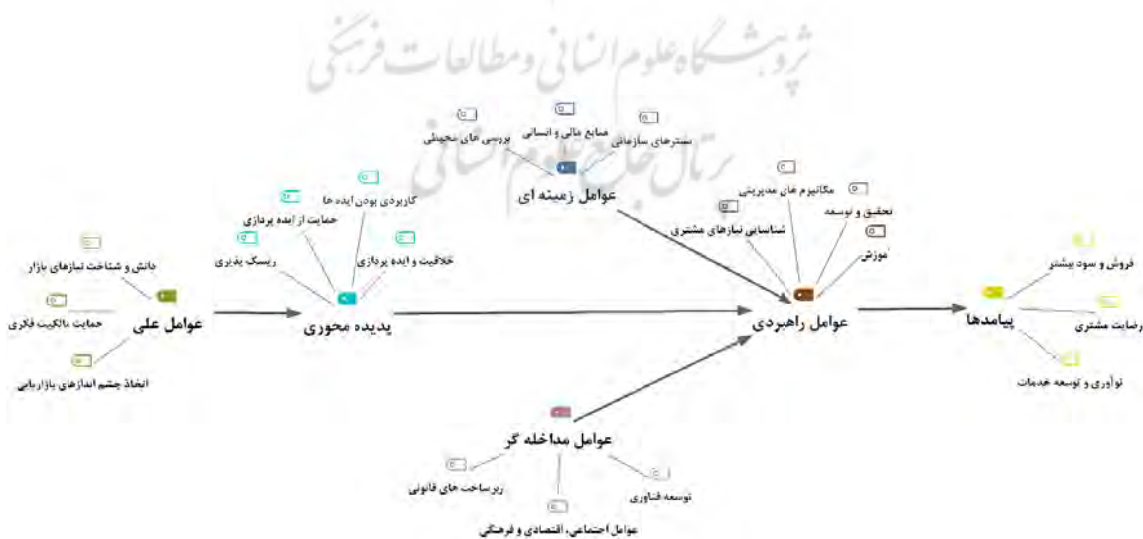 پژوهشگاه علوم انسانی و مطالعات فرهنگی
پرتال جامع علوم انسانی
بررسی های محیطی
منابع مالی و انسانی
بسترهای سازمانی
عوامل زمینه ای
کاربردی بودن ایده ها
حمایت از ایده پردازی
ریسک پذیری
خلاقیت و ایده پردازی
پدیده محوری
مکانیزم های مدیریتی
تحقیق و توسعه
شناسایی نیازهای مشتری
آموزش
عوامل راهبردی
دانش و شناخت نیازهای بازار
حمایت مالکیت فکری
اتخاذ چشم اندازهای بازاریابی
عوامل علی
فروش و سود بیشتر
رضایت مشتری
نوآوری و توسعه خدمات
پیامدها
عوامل مداخله گر
زیرساخت های قانونی
توسعه فناوری
عوامل اجتماعی، اقتصادی و فرهنگی